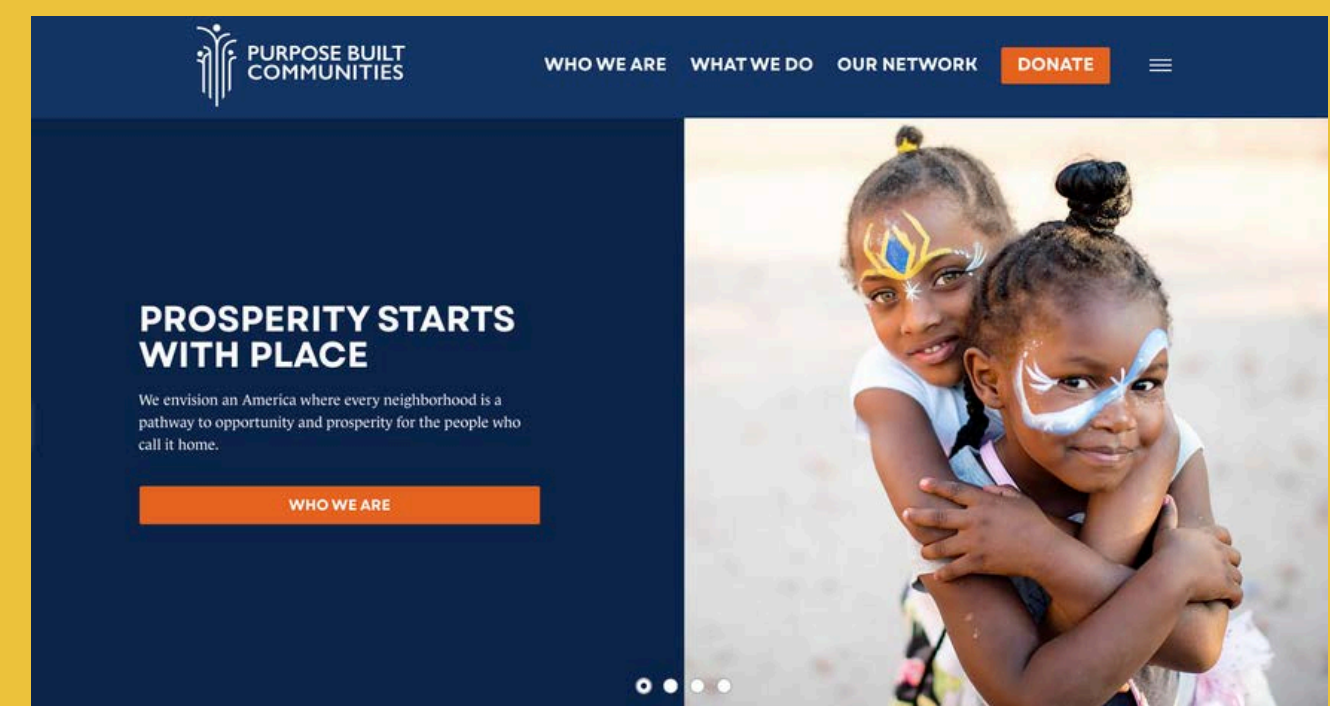 PURPOSE BUILT
COMMUNITIES
WHO WE ARE
WHAT WE DO
OUR NETWORK
DONATE
PROSPERITY STARTS
WITH PLACE
We envision an America where every neighborhood is a
pathway to opportunity and prosperity for the people who
call it home.
WHO WE ARE